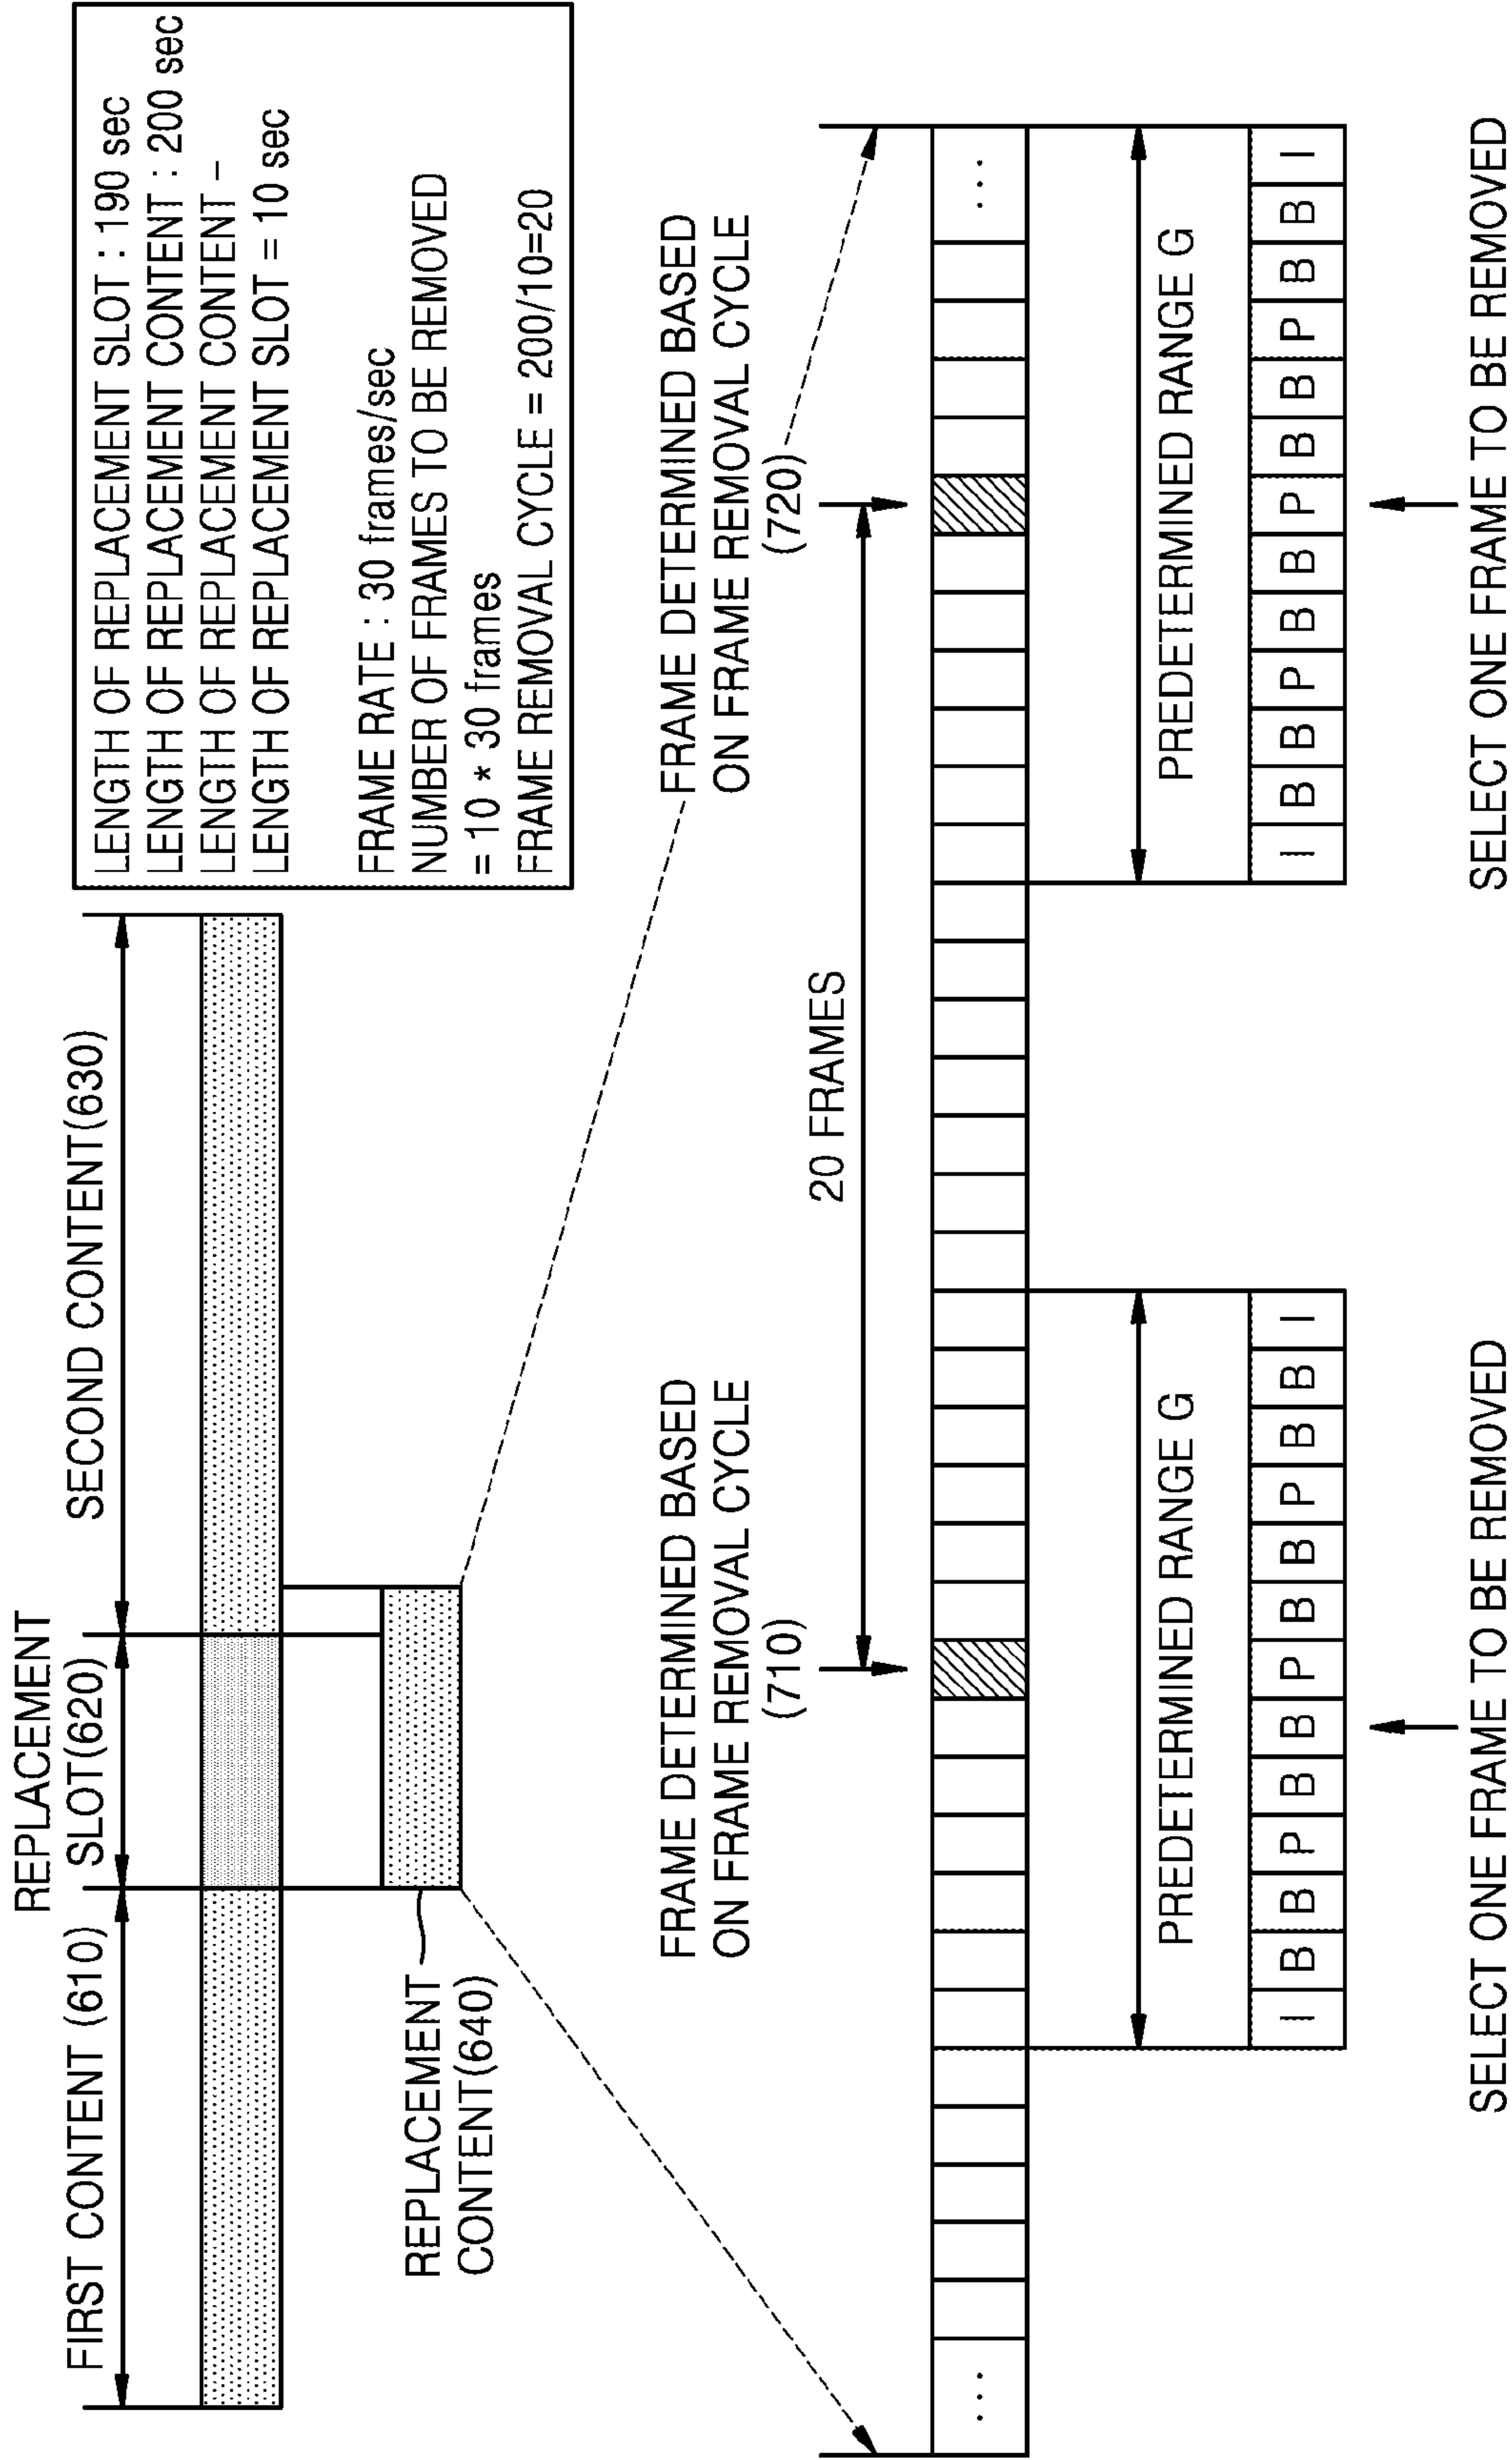 FIRST CONTENT (610)
REPLACEMENT
SLOT(620)
SECOND CONTENT(630)
REPLACEMENT
CONTENT(640)
LENGTH OF REPLACEMENT SLOT : 190 sec
LENGTH OF REPLACEMENT CONTENT : 200 sec
LENGTH OF REPLACEMENT CONTENT –
LENGTH OF REPLACEMENT SLOT = 10 sec
FRAME RATE : 30 frames/sec
NUMBER OF FRAMES TO BE REMOVED
= 10 * 30 frames
FRAME REMOVAL CYCLE = 200/10=20
FRAME DETERMINED BASED
ON FRAME REMOVAL CYCLE
(710)
FRAME DETERMINED BASED
ON FRAME REMOVAL CYCLE
(720)
20 FRAMES
...
...
PREDETERMINED RANGE G
PREDETERMINED RANGE G
I B B P B B P B B P B B I
I B B P B B P B B P B B I
SELECT ONE FRAME TO BE REMOVED
SELECT ONE FRAME TO BE REMOVED